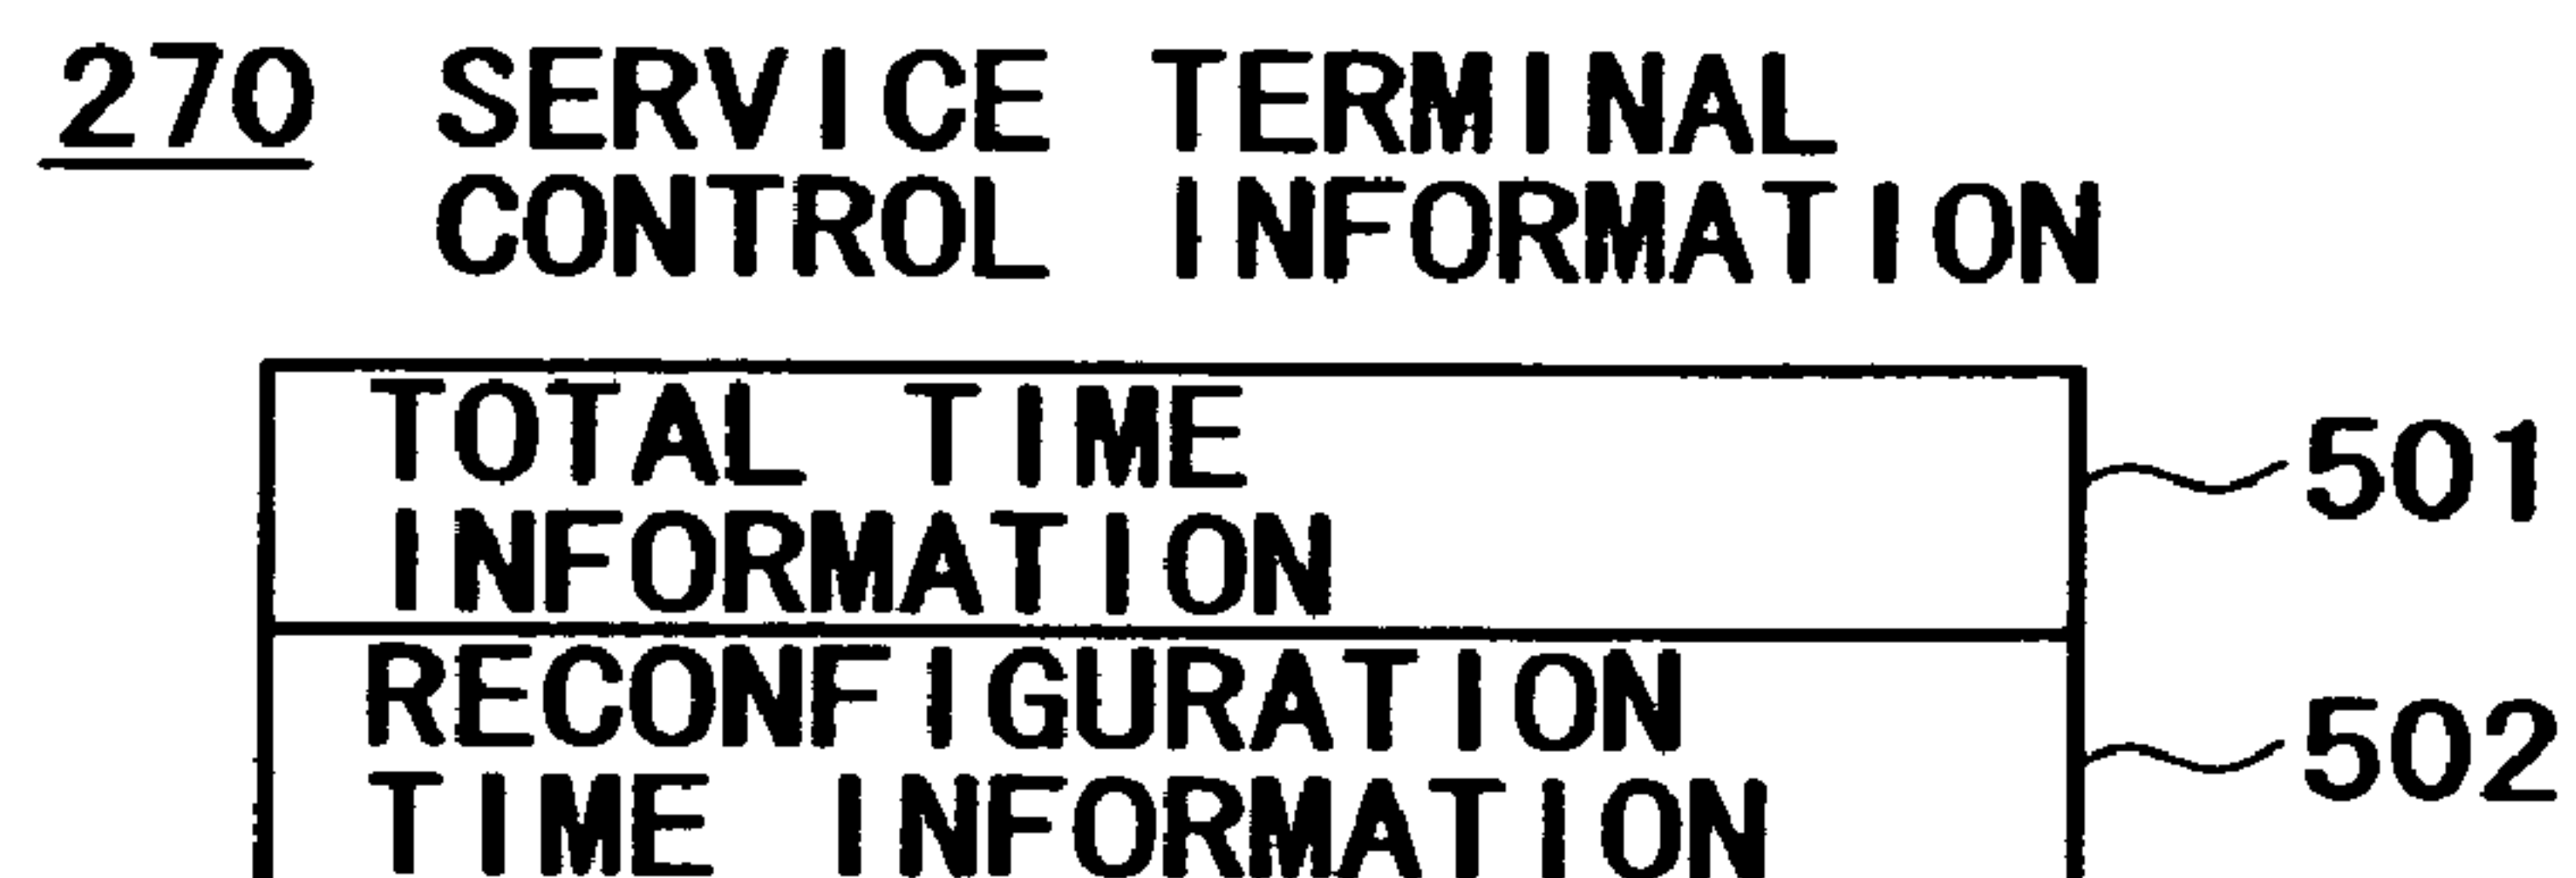 270 SERVICE TERMINAL
CONTROL INFORMATION
TOTAL TIME
INFORMATION
501
RECONFIGURATION
TIME INFORMATION
502